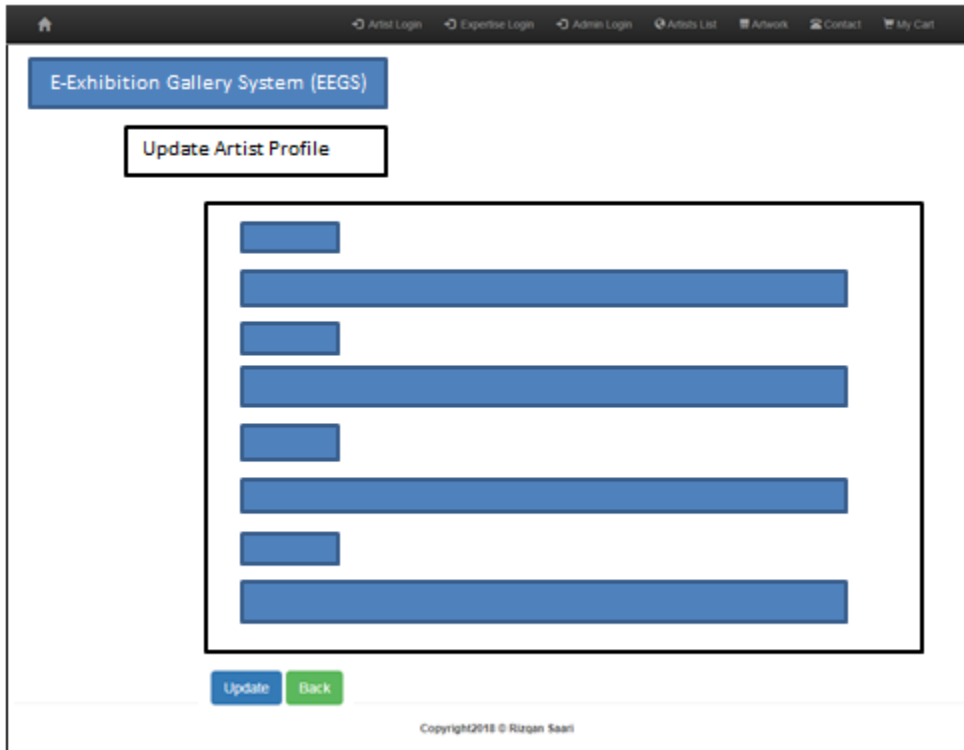 Artist Login Expertise Login Admin Login Artists List Artwork Contact My Cart
E-Exhibition Gallery System (EEGS)
Update Artist Profile
Update Back
Copyright2018 © Rizqan Saari